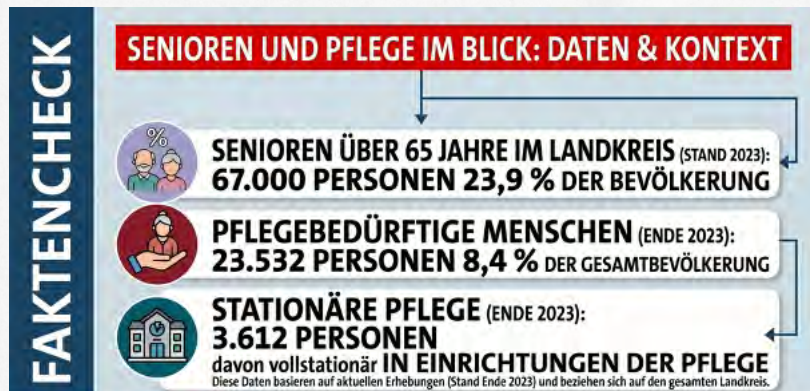 FAKTENCHECK
SENIOREN UND PFLEGE IM BLICK: DATEN & KONTEXT
%
SENIOREN ÜBER 65 JAHRE IM LANDKREIS (STAND 2023):
67.000 PERSONEN 23,9 % DER BEVÖLKERUNG
PFLEGEBEDÜRFTIGE MENSCHEN (ENDE 2023):
23.532 PERSONEN 8,4 % DER GESAMTBEVÖLKERUNG
STATIONÄRE PFLEGE (ENDE 2023):
3.612 PERSONEN
davon vollstationär IN EINRICHTUNGEN DER PFLEGE
Diese Daten basieren auf aktuellen Erhebungen (Stand Ende 2023) und beziehen sich auf den gesamten Landkreis.